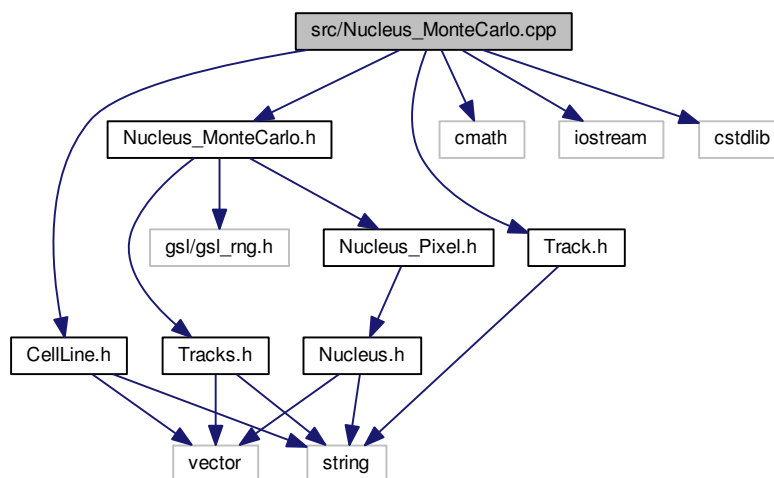 src/Nucleus_MonteCarlo.cpp
Nucleus_MonteCarlo.h
cmath
iostream
cstdlib
gsl/gsl_rng.h
Nucleus_Pixel.h
Track.h
CellLine.h
Tracks.h
Nucleus.h
vector
string